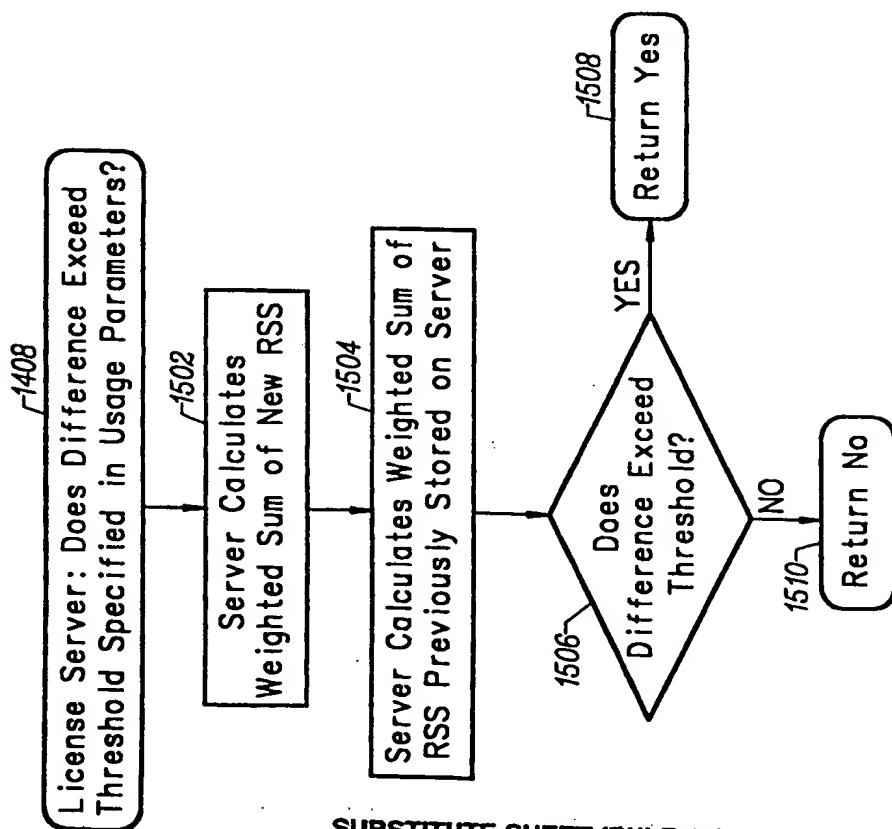 1408
License Server: Does Difference Exceed
Threshold Specified in Usage Parameters?
1502
Server Calculates
Weighted Sum of New RSS
1504
Server Calculates Weighted Sum of
RSS Previously Stored on Server
1506
Does
Difference Exceed
Threshold?
YES
1508
Return Yes
NO
1510
Return No
SUBSTITUTE SHEET